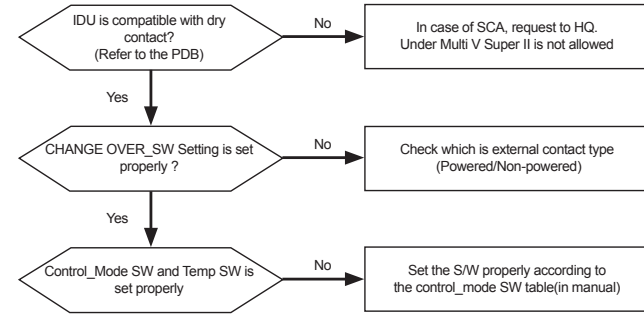 IDU is compatible with dry
contact?
(Refer to the PDB)
No
In case of SCA, request to HQ.
Under Multi V Super II is not allowed
Yes
CHANGE OVER_SW Setting is set
properly ?
No
Check which is external contact type
(Powered/Non-powered)
Yes
Control_Mode SW and Temp SW is
set properly
No
Set the S/W properly according to
the control_mode SW table(in manual)